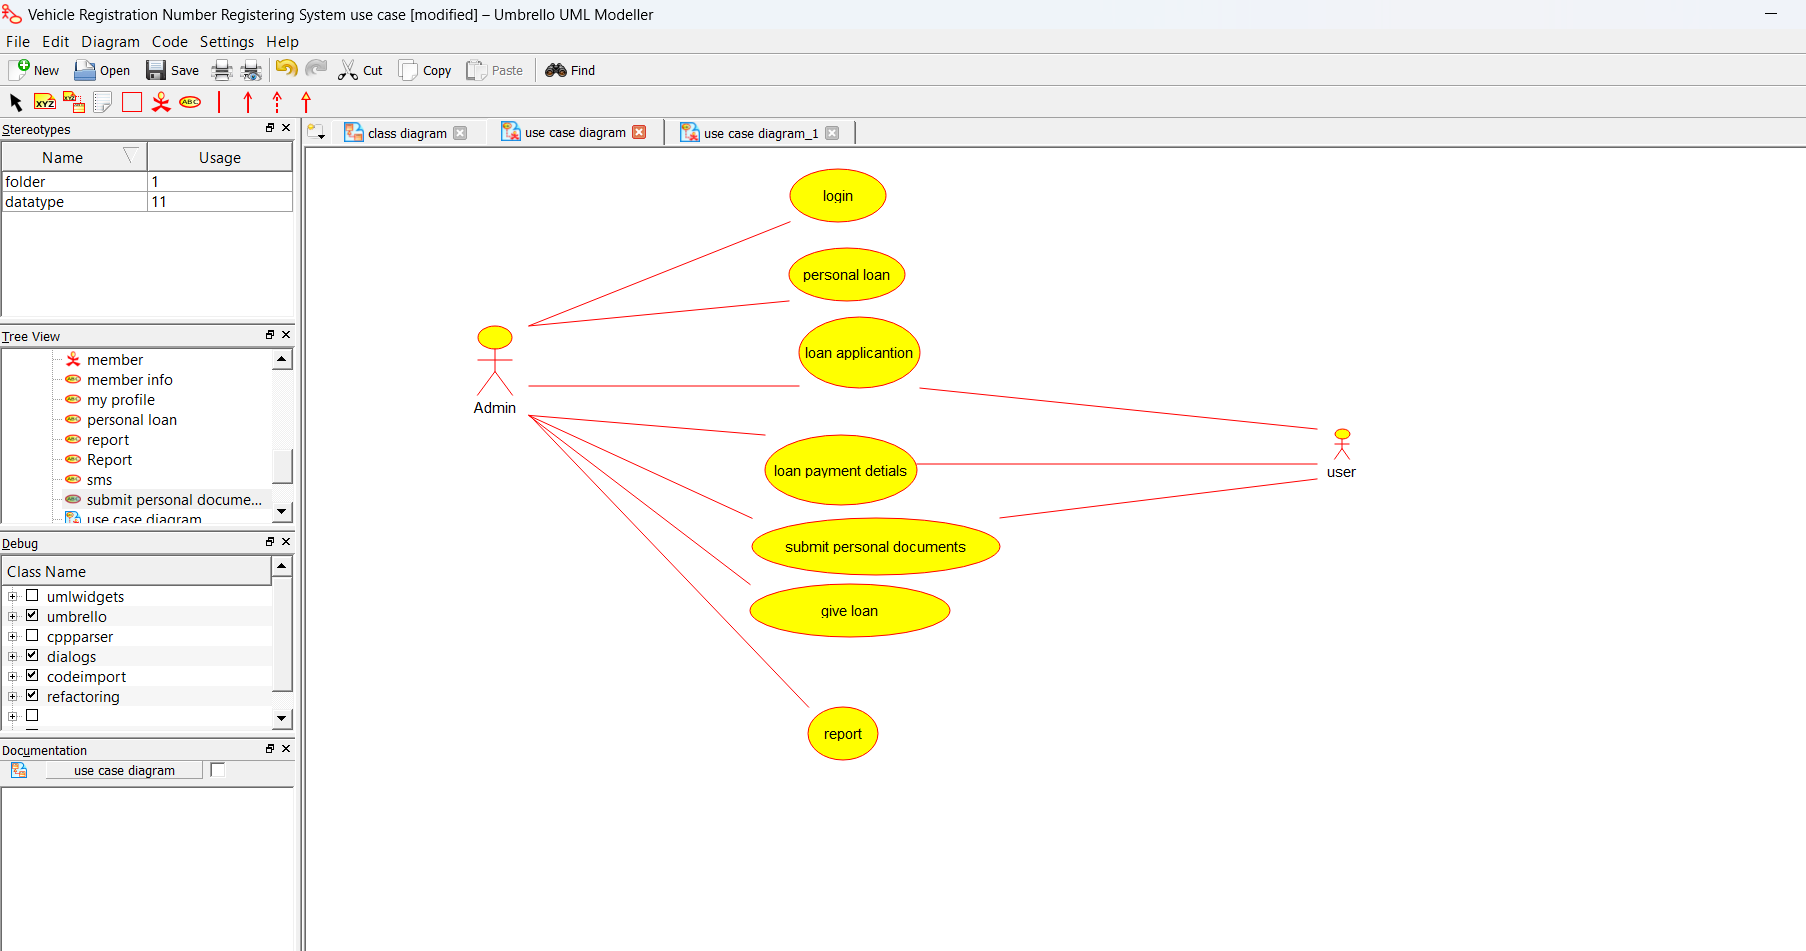 Vehicle Registration Number Registering System use case [modified] – Umbrello UML Modeller
File Edit Diagram Code Settings Help
New Open Save Cut Copy Paste Find
XYZ XYZ ABC
Stereotypes
Name Usage
folder 1
datatype 11
Tree View
member
member info
my profile
personal loan
report
Report
sms
submit personal docume...
use case diagram
Debug
Class Name
umlwidgets
umbrello
cppparser
dialogs
codeimport
refactoring
Documentation
use case diagram
class diagram use case diagram use case diagram_1
login
personal loan
loan applicantion
Admin
loan payment detials
user
submit personal documents
give loan
report